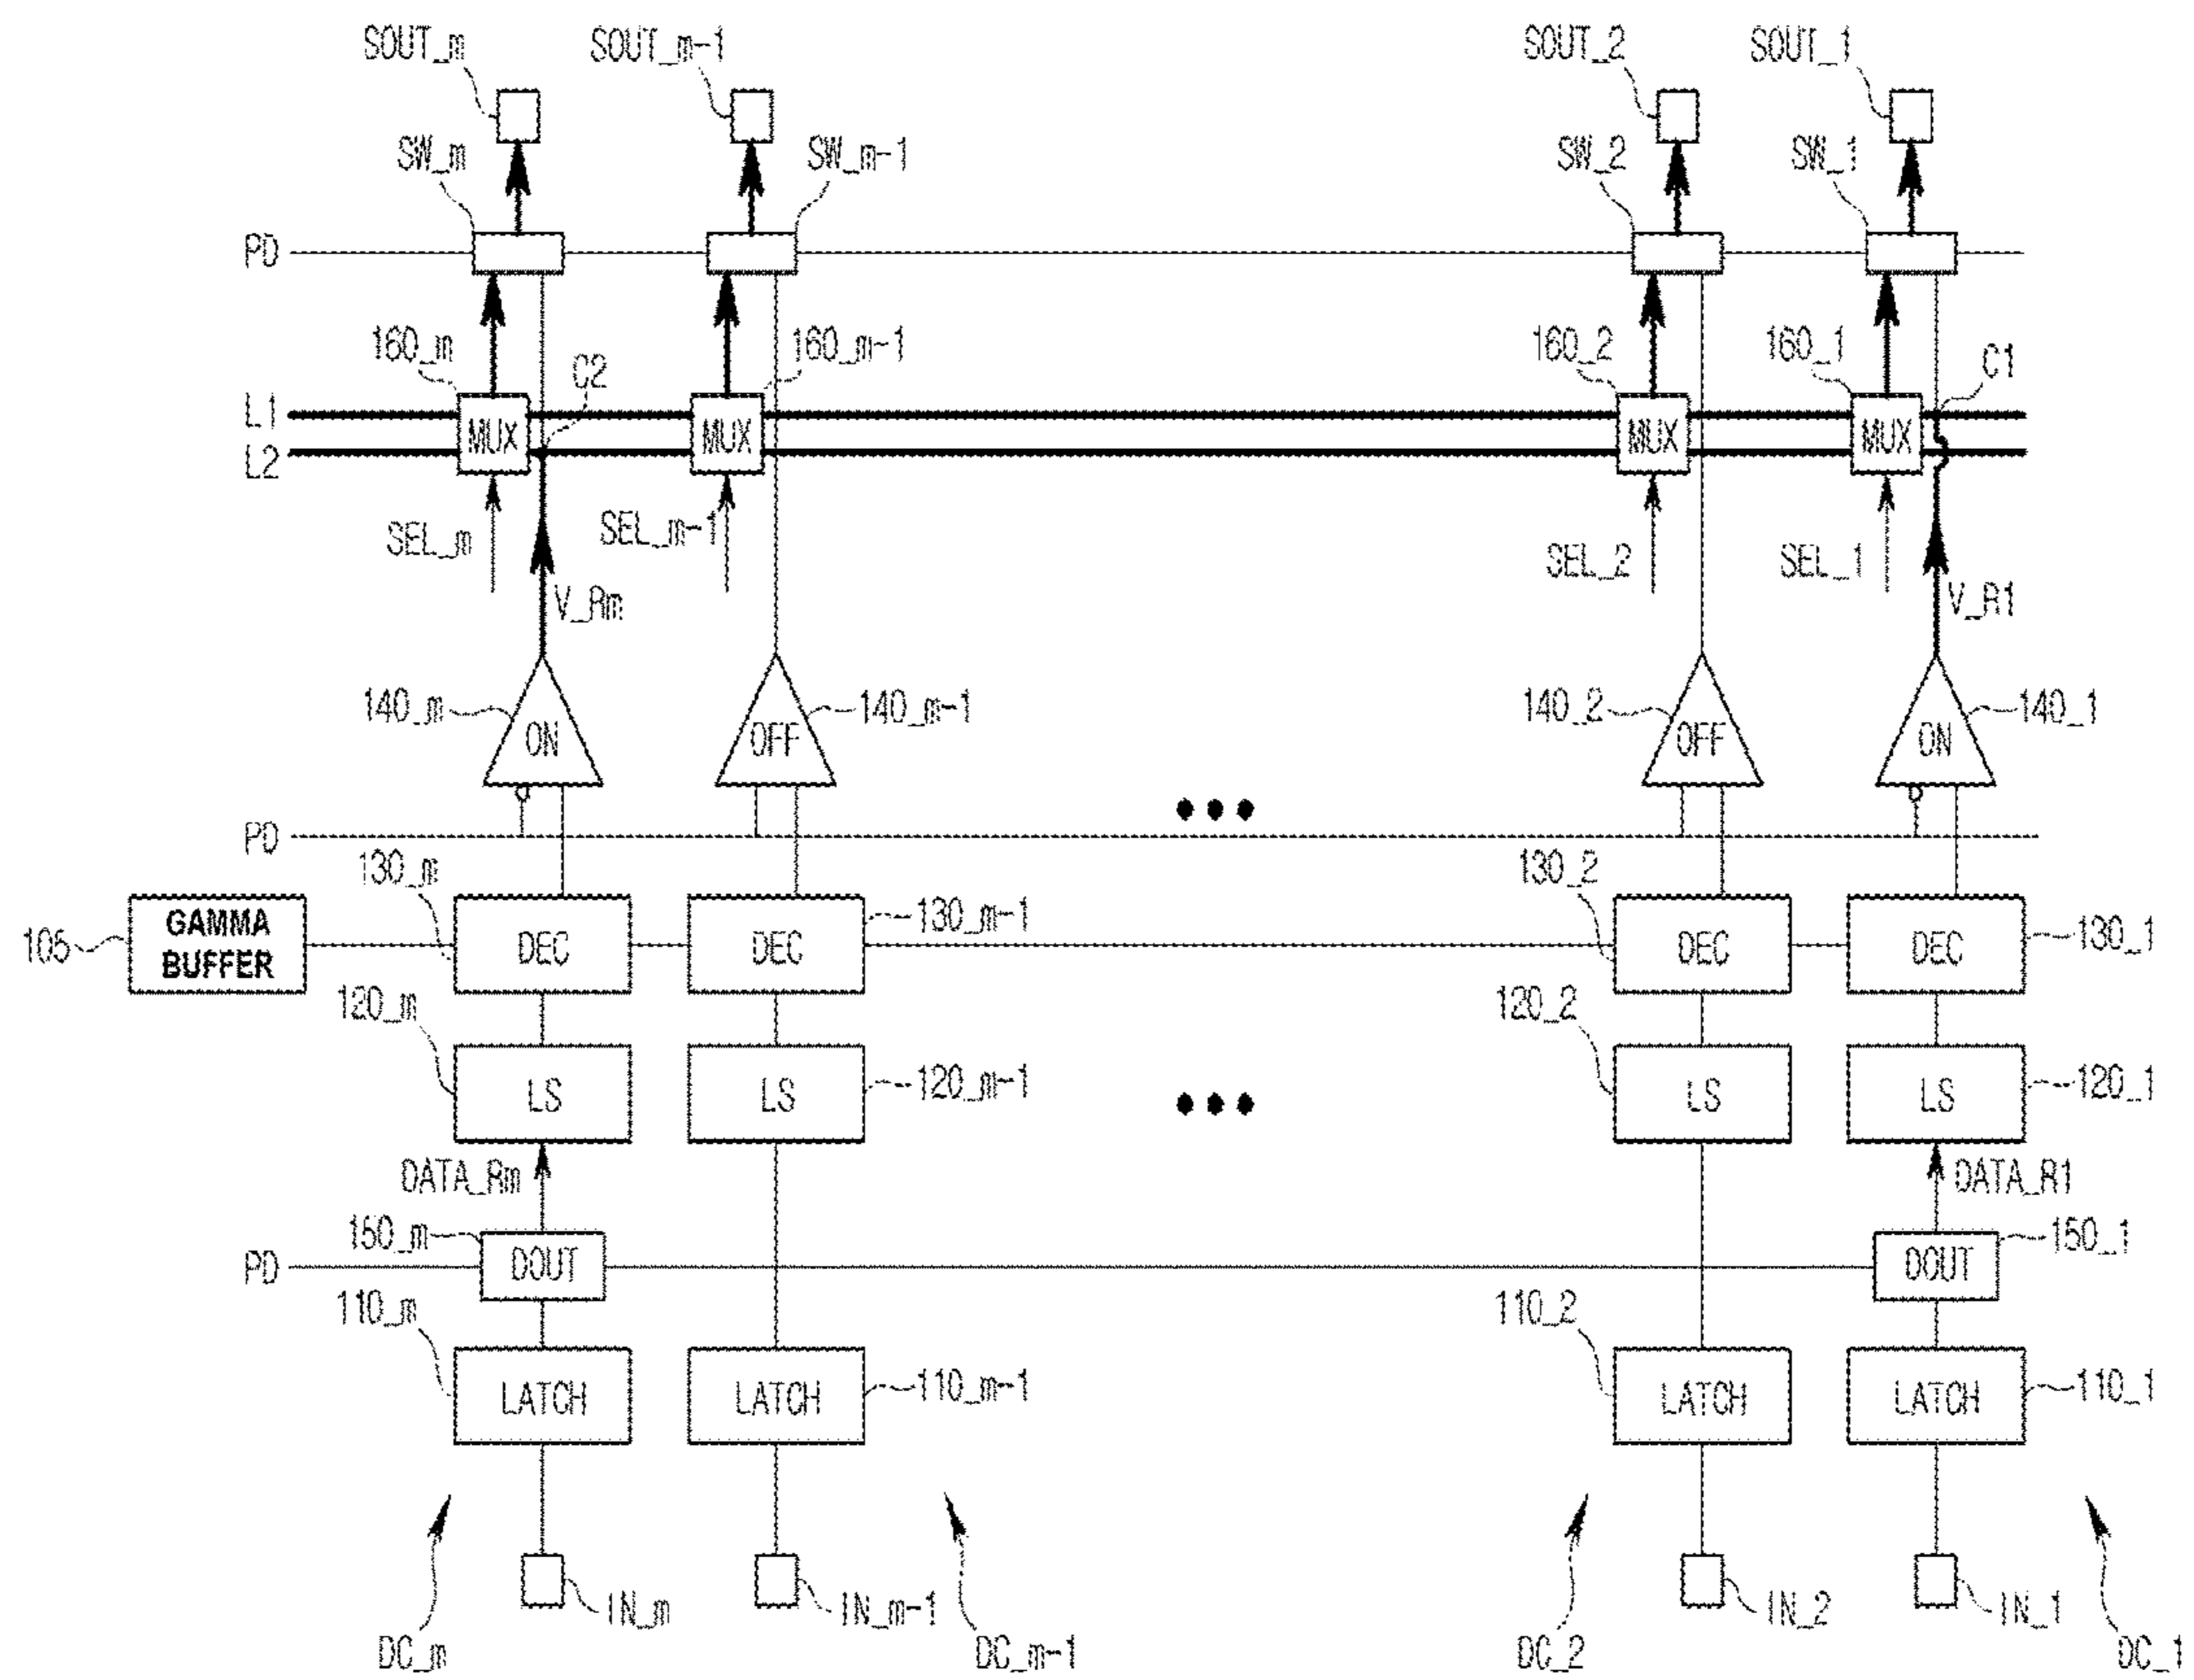 SOUT_m
SOUT_m-1
SOUT_2
SOUT_1
SW_m
SW_m-1
SW_2
SW_1
PD
160_m
C2
160_m-1
160_2
160_1
C1
L1
MUX
MUX
MUX
MUX
L2
SEL_m
SEL_m-1
SEL_2
SEL_1
V_Rm
V_R1
140_m
ON
OFF
140_m-1
140_2
OFF
ON
140_1
PD
130_m
130_2
105
GAMMA
BUFFER
DEC
DEC
130_m-1
DEC
DEC
130_1
120_m
120_2
LS
LS
120_m-1
LS
LS
120_1
DATA_Rm
DATA_R1
150_m
150_1
PD
DOUT
DOUT
110_m
110_2
LATCH
LATCH
110_m-1
LATCH
LATCH
110_1
IN_m
IN_m-1
IN_2
IN_1
DC_m
DC_m-1
DC_2
DC_1